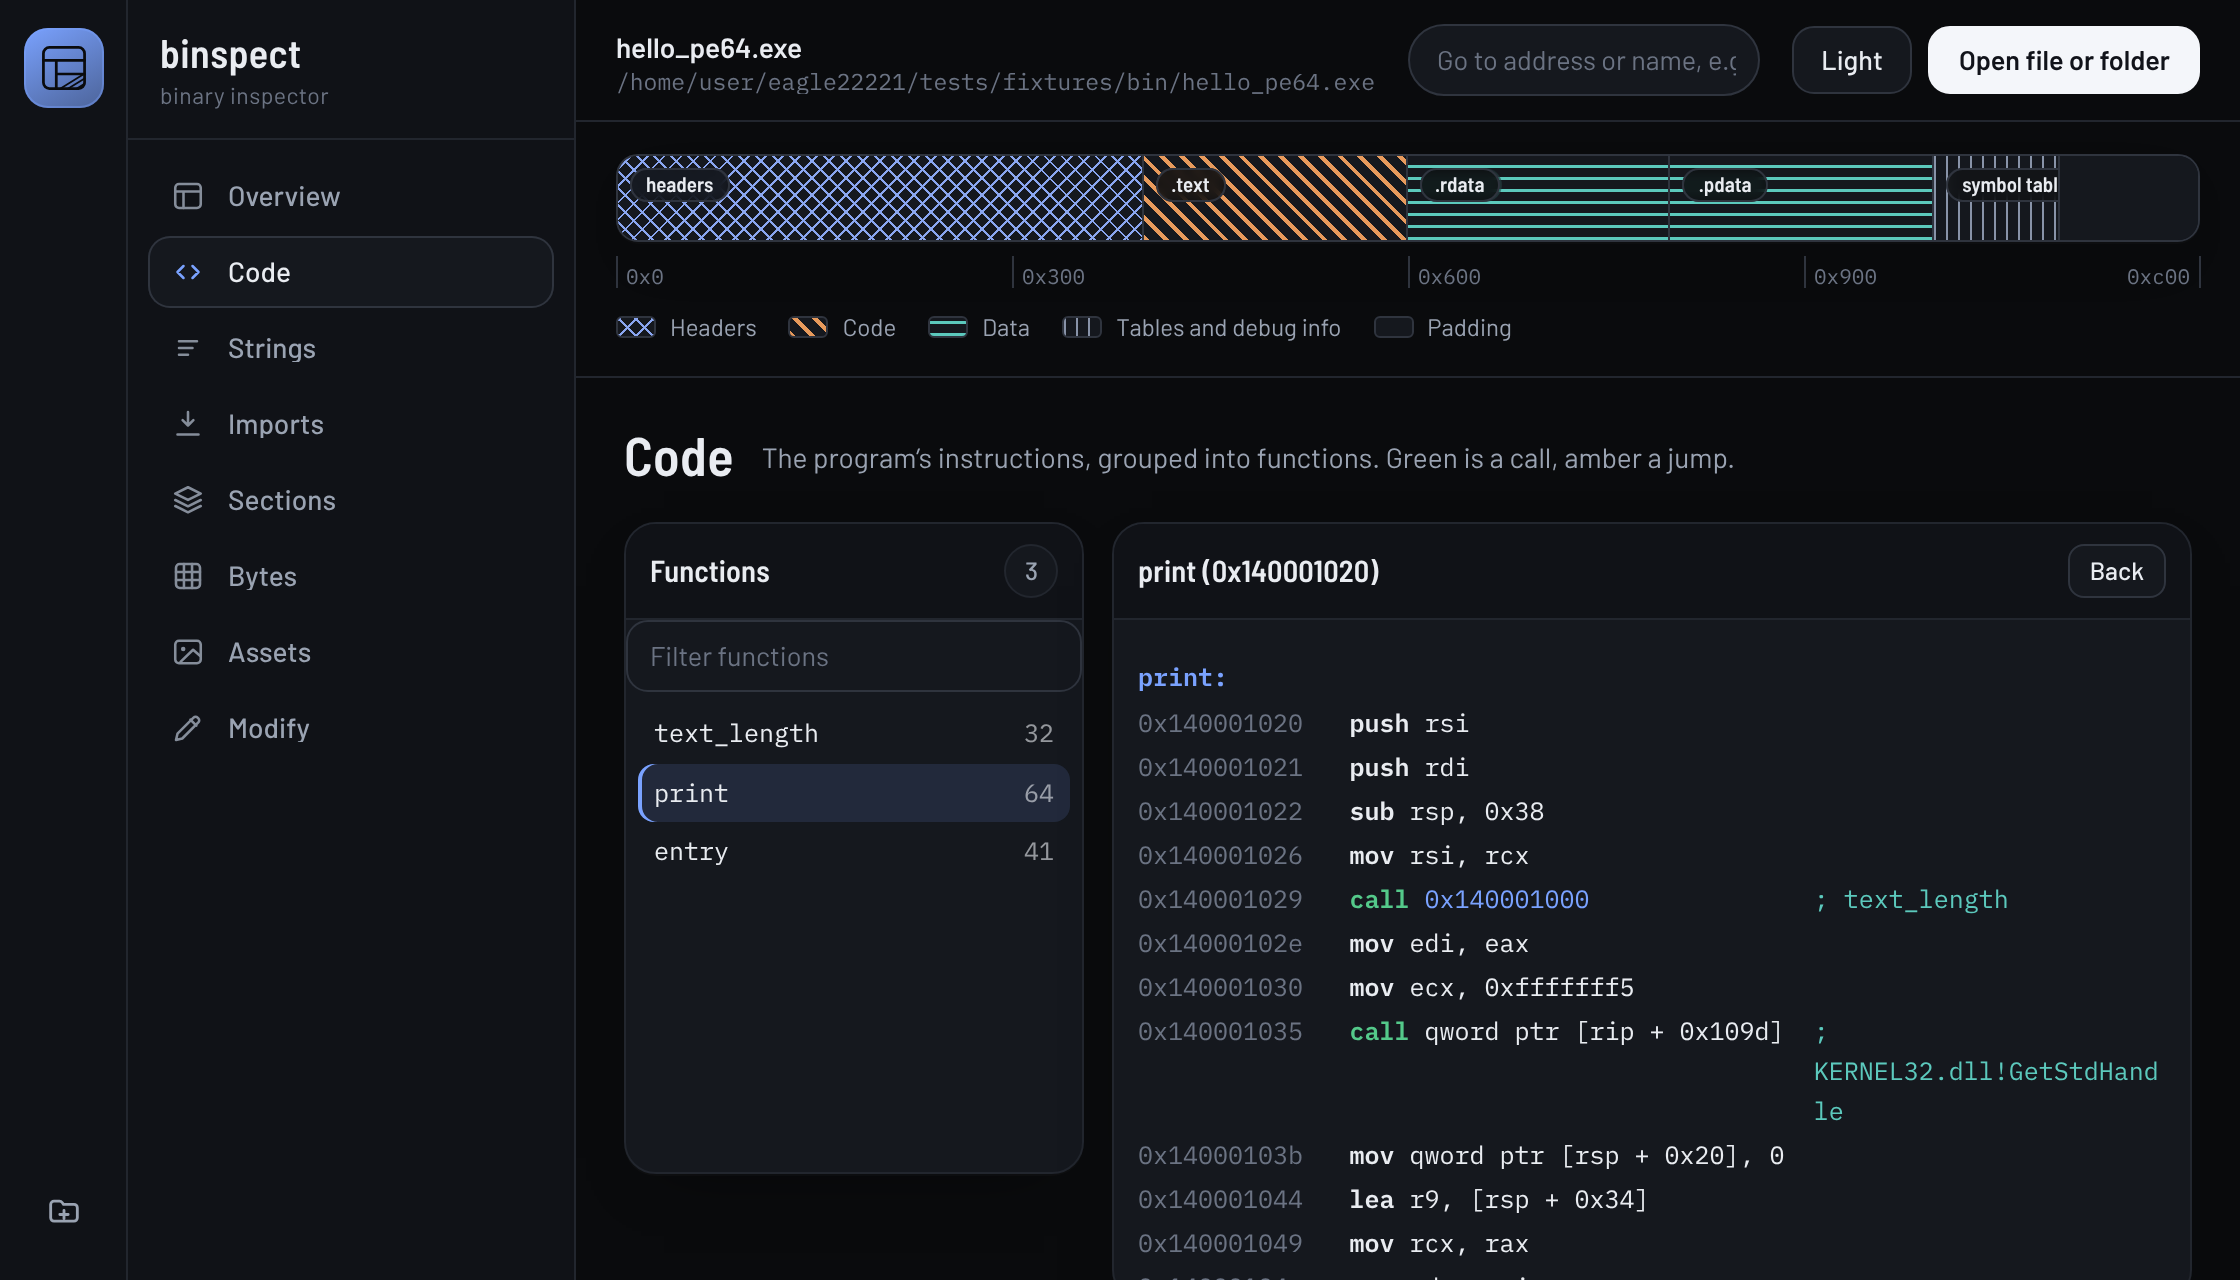 binspect
binary inspector
Overview
Code
Strings
Imports
Sections
Bytes
Assets
Modify
hello_pe64.exe
/home/user/eagle22221/tests/fixtures/bin/hello_pe64.exe
Go to address or name, e.g
Light
Open file or folder
headers
.text
.rdata
.pdata
symbol tabl
0x0
0x300
0x600
0x900
0xc00
Headers
Code
Data
Tables and debug info
Padding
Code
The program’s instructions, grouped into functions. Green is a call, amber a jump.
Functions
3
Filter functions
text_length 32
print 64
entry 41
print (0x140001020)
Back
print:
0x140001020 push rsi
0x140001021 push rdi
0x140001022 sub rsp, 0x38
0x140001026 mov rsi, rcx
0x140001029 call 0x140001000 ; text_length
0x14000102e mov edi, eax
0x140001030 mov ecx, 0xfffffff5
0x140001035 call qword ptr [rip + 0x109d] ;
KERNEL32.dll!GetStdHand
le
0x14000103b mov qword ptr [rsp + 0x20], 0
0x140001044 lea r9, [rsp + 0x34]
0x140001049 mov rcx, rax